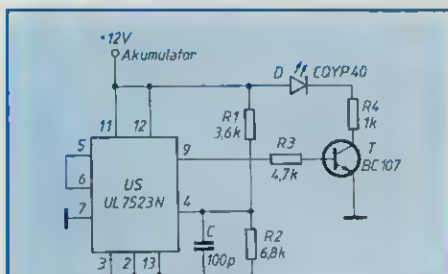 +12V
Akumulator
D CQYP40
11 12
R1
3,6k
R4
1k
5
9
R3
T
BC107
6
US
UL7523N
4,7k
7
4
C
100p
R2
6,8k
3 2 13